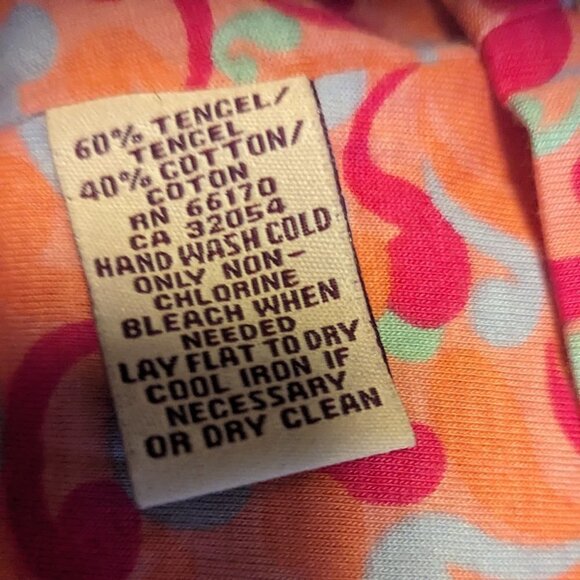 60% TENCEL/
TENCEL
40% COTTON/
COTON
RN 66170
CA 32054
HAND WASH COLD
ONLY NON-
CHLORINE
BLEACH WHEN
NEEDED
LAY FLAT TO DRY
COOL IRON IF
NECESSARY
OR DRY CLEAN